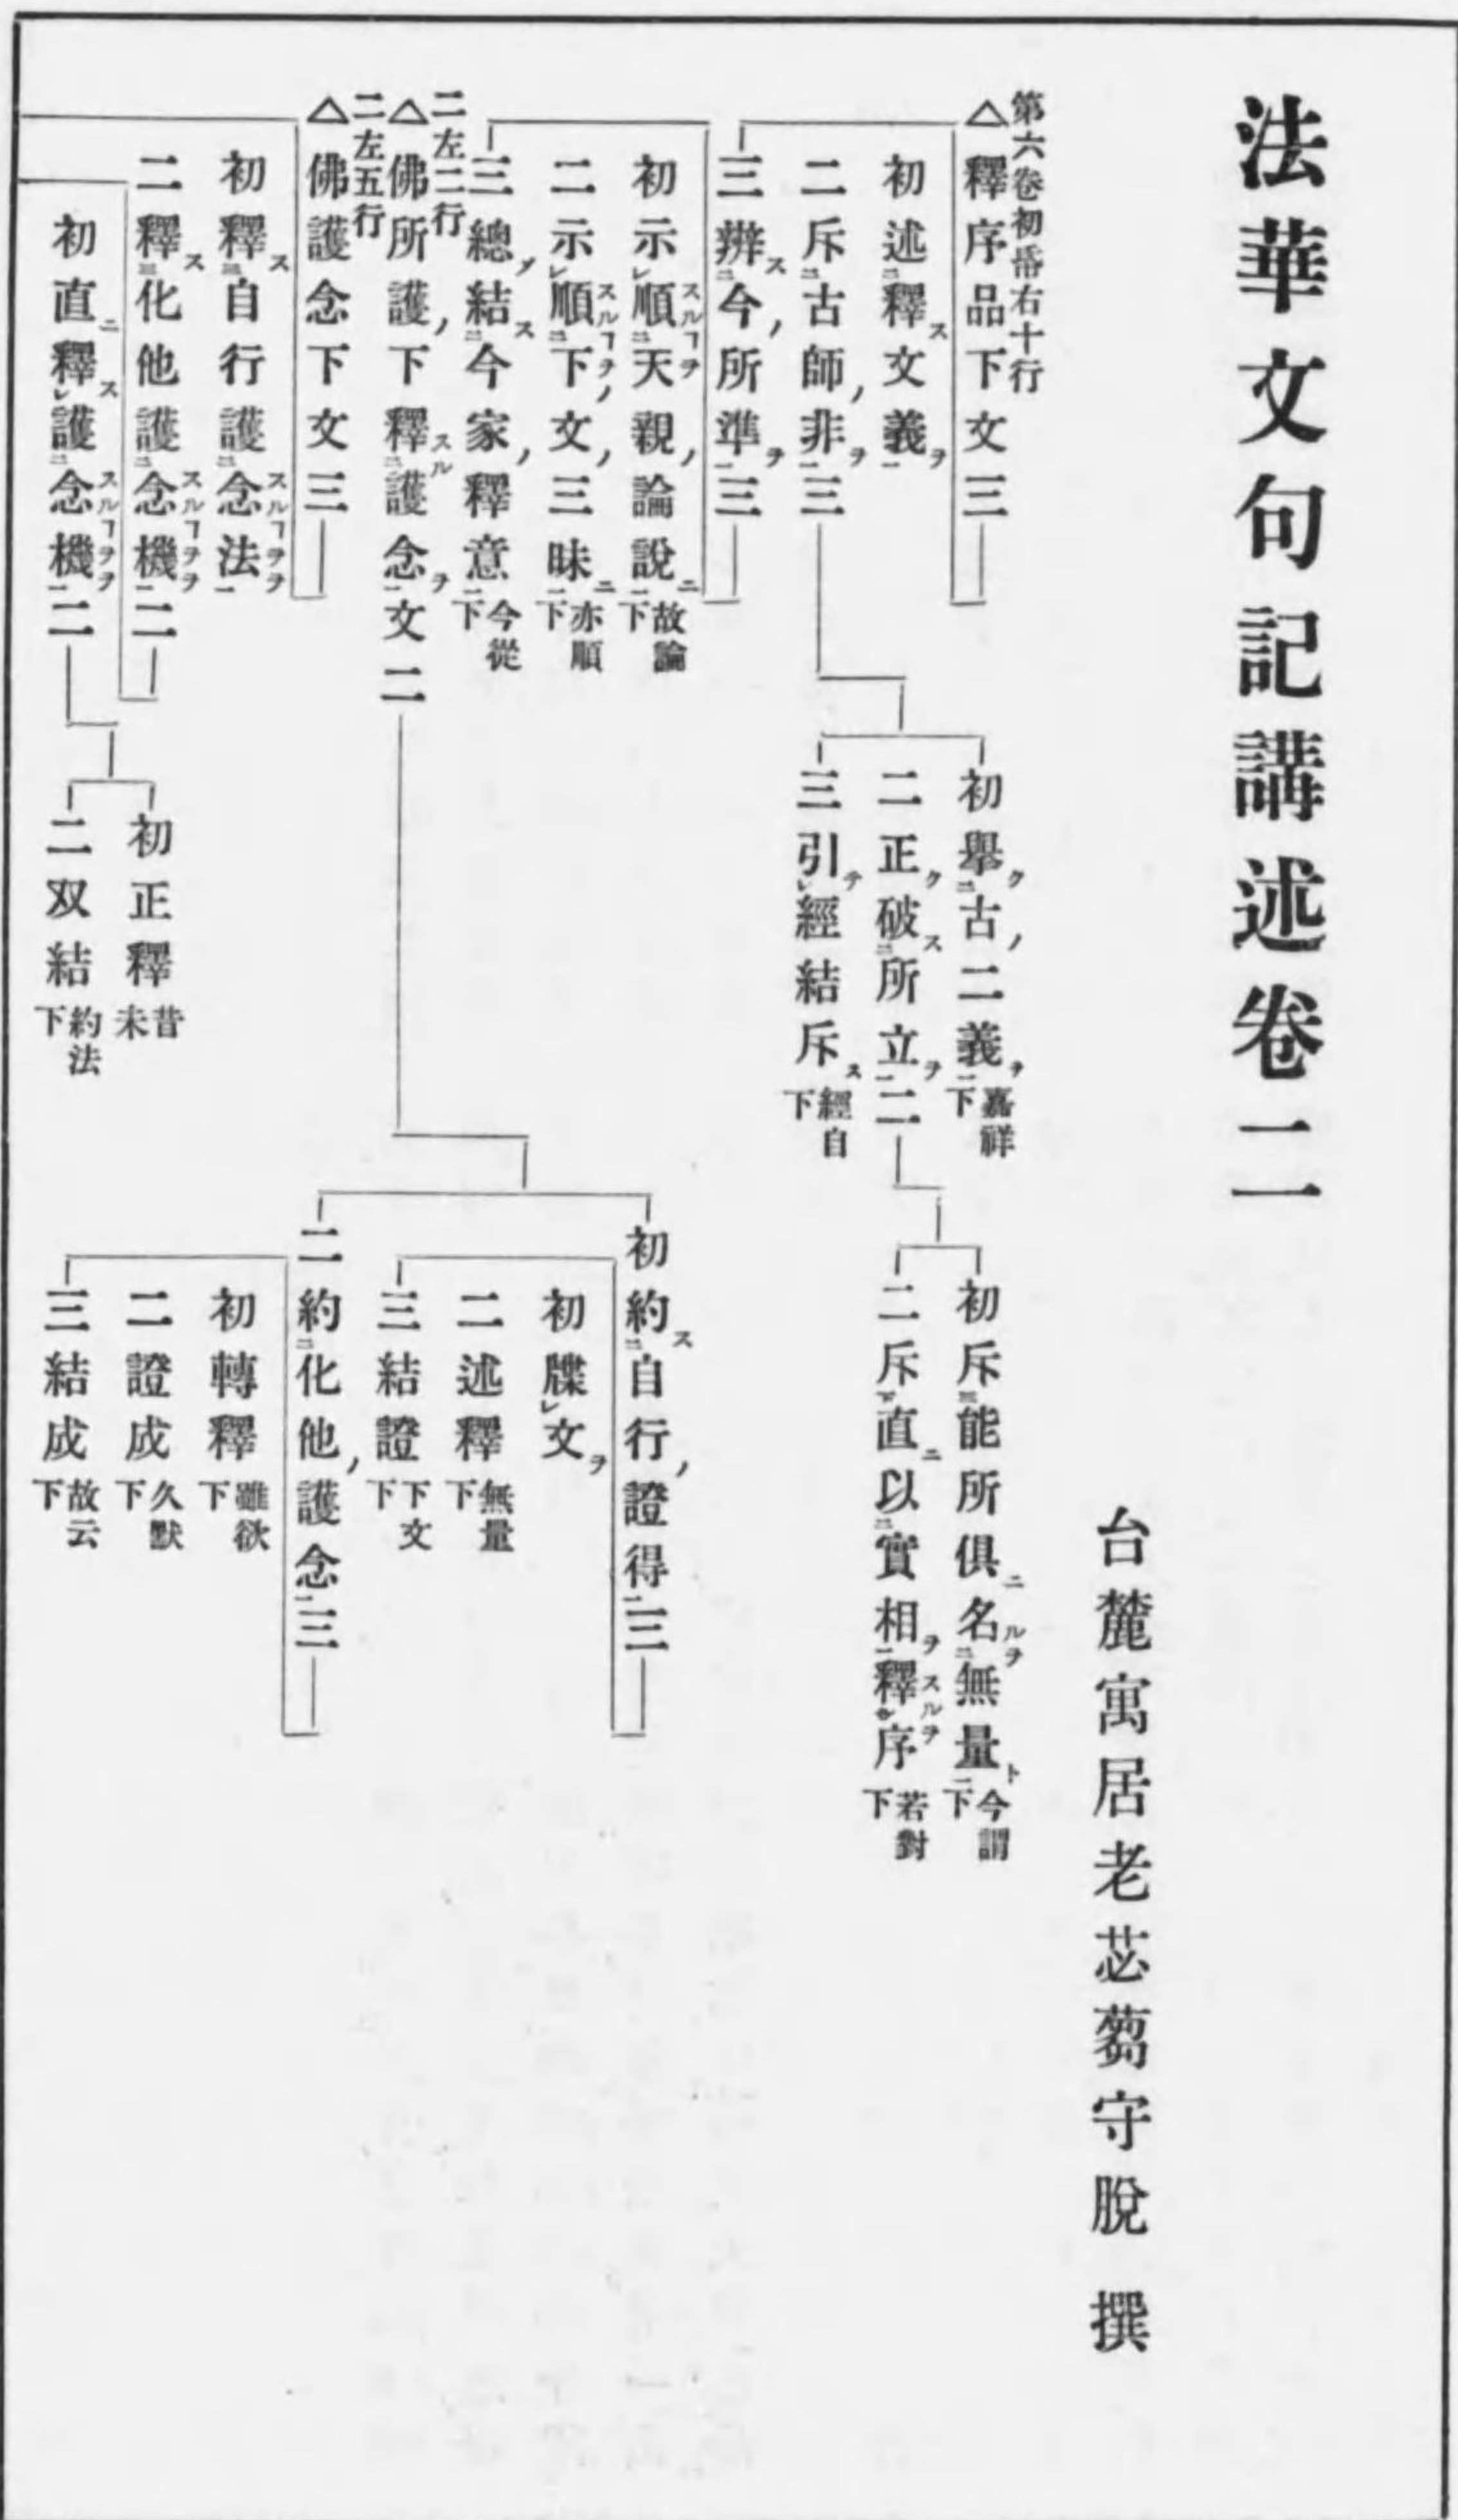 法華文句記講述卷二
台麓寓居老苾蒭守脫　撰
第六卷初
右十行
△釋序品下文三
初述釋文義
二斥古師非三
初擧古二義嘉祥下
二正破所立二
初斥能所俱名無量今謂下
二斥直以實相釋序若對下
三引經結斥經自下
三辨今所準三
初示順天親論說故論下
二示順下文三昧亦順下
三總結今家釋意今從下
二左二行
△佛所護下釋護念文二
初約自行證得三
初牒文
二述釋無量下
三結證下文下
二約化他護念三
初轉釋雖欲下
二證成久默下
三結成故云下
二左五行
△佛護念下文三
初釋自行護念法
二釋化他護念機二
初直釋護念機二
初正釋昔未
二双結約法下